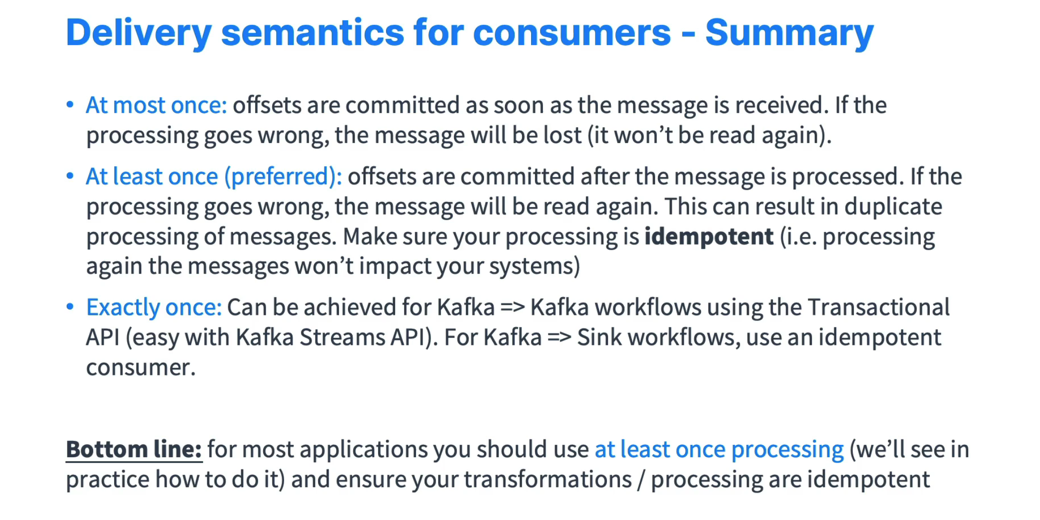 Delivery semantics for consumers - Summary
• At most once: offsets are committed as soon as the message is received. If the
processing goes wrong, the message will be lost (it won’t be read again).
• At least once (preferred): offsets are committed after the message is processed. If the
processing goes wrong, the message will be read again. This can result in duplicate
processing of messages. Make sure your processing is idempotent (i.e. processing
again the messages won’t impact your systems)
• Exactly once: Can be achieved for Kafka => Kafka workflows using the Transactional
API (easy with Kafka Streams API). For Kafka => Sink workflows, use an idempotent
consumer.
Bottom line: for most applications you should use at least once processing (we’ll see in
practice how to do it) and ensure your transformations / processing are idempotent